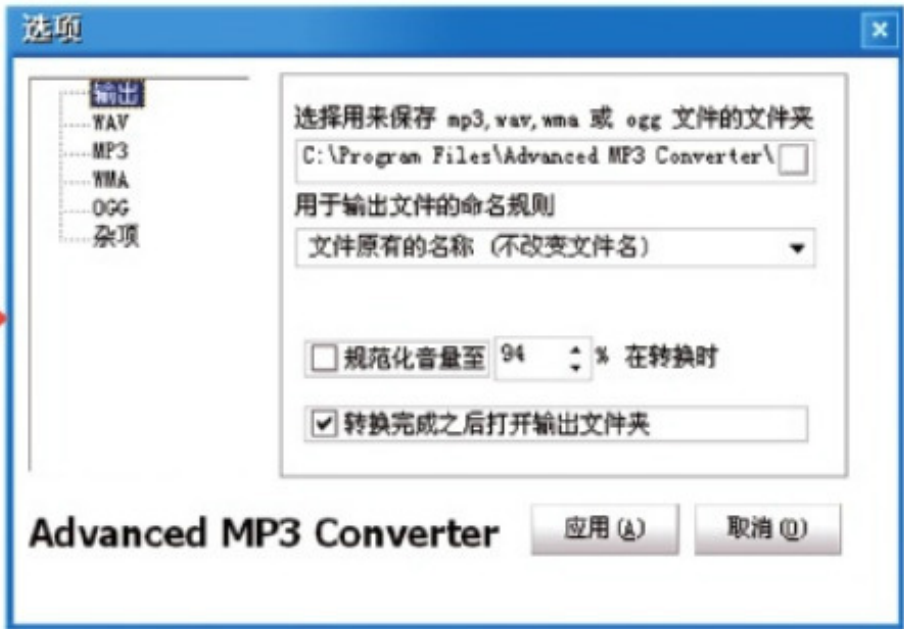 选项
输出
WAV
MP3
WMA
OGG
杂项
选择用来保存 mp3,wav,wma 或 ogg 文件的文件夹
C:\Program Files\Advanced MP3 Converter\
用于输出文件的命名规则
文件原有的名称 (不改变文件名)
规范化音量至 94 % 在转换时
转换完成之后打开输出文件夹
Advanced MP3 Converter
应用(A)
取消(Q)